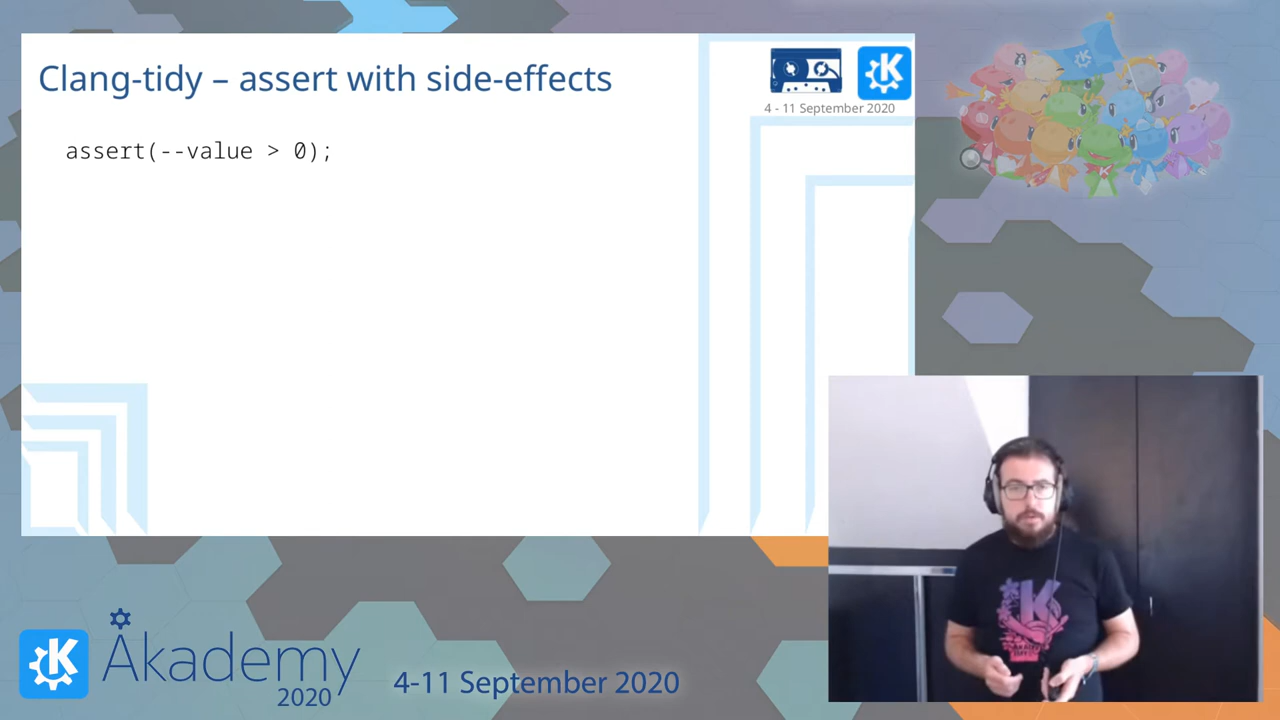 Clang-tidy – assert with side-effects
4 - 11 September 2020
assert(--value > 0);
Akademy
2020
4-11 September 2020